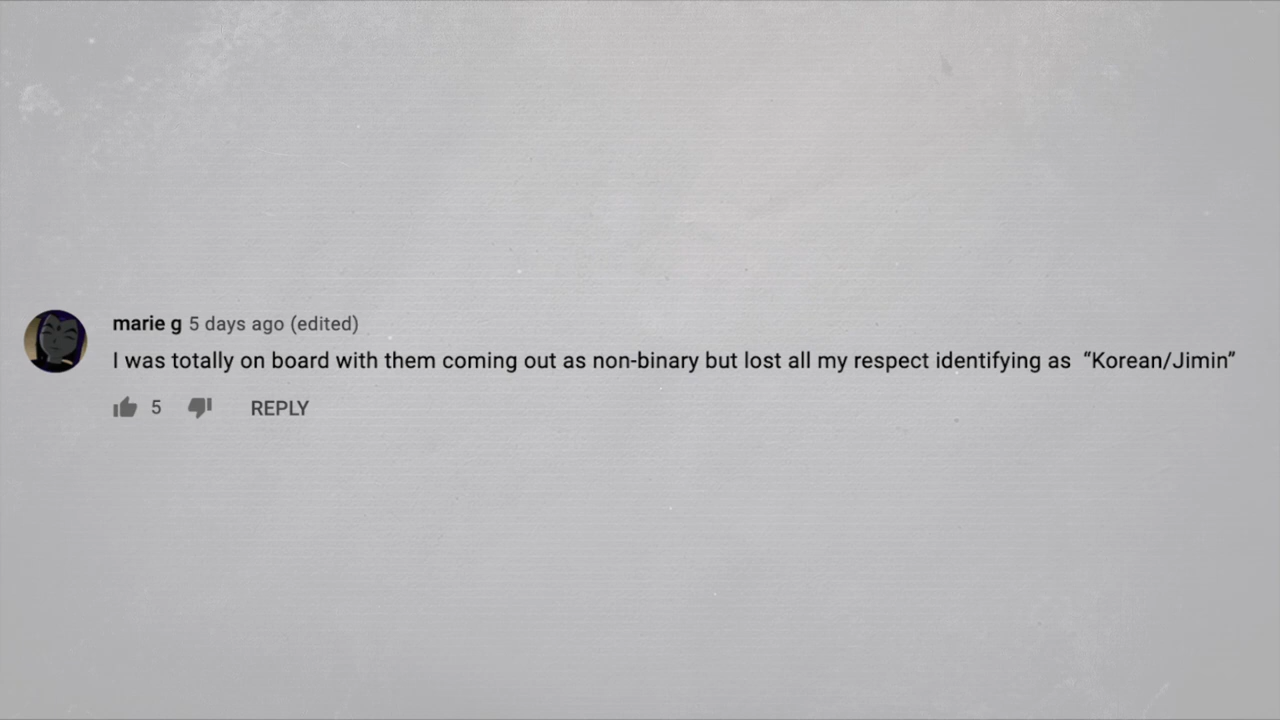 marie g 5 days ago (edited)
I was totally on board with them coming out as non-binary but lost all my respect identifying as  “Korean/Jimin”
5 REPLY